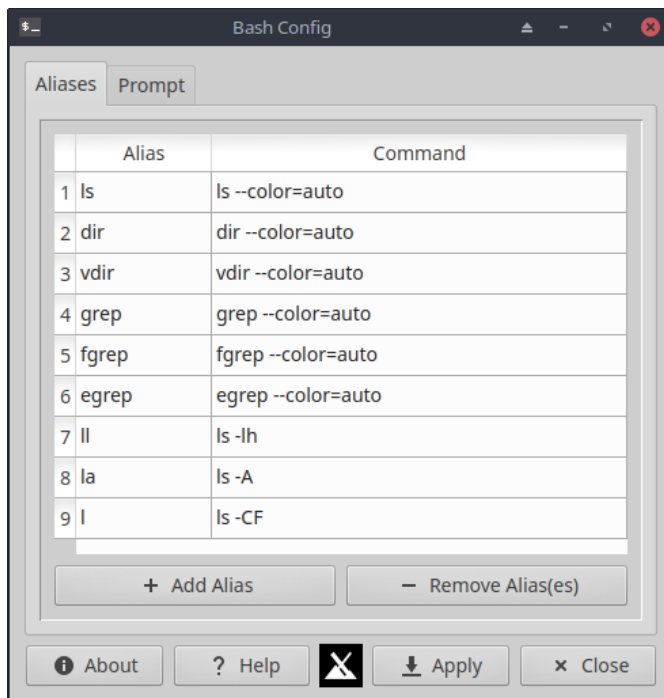 $_ Bash Config
Aliases Prompt
Alias Command
1 ls ls --color=auto
2 dir dir --color=auto
3 vdir vdir --color=auto
4 grep grep --color=auto
5 fgrep fgrep --color=auto
6 egrep egrep --color=auto
7 ll ls -lh
8 la ls -A
9 l ls -CF
+ Add Alias − Remove Alias(es)
About ? Help Apply × Close